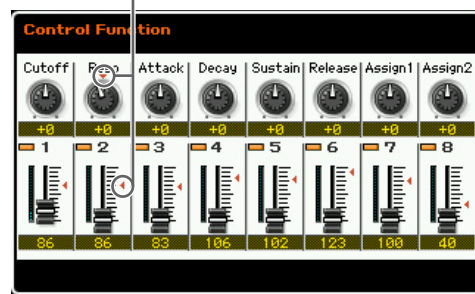 Control Function
Cutoff Reso Attack Decay Sustain Release Assign1 Assign2
+0 +0 +0 +0 +0 +0 +0 +0
1 2 3 4 5 6 7 8
86 86 83 106 102 123 100 40